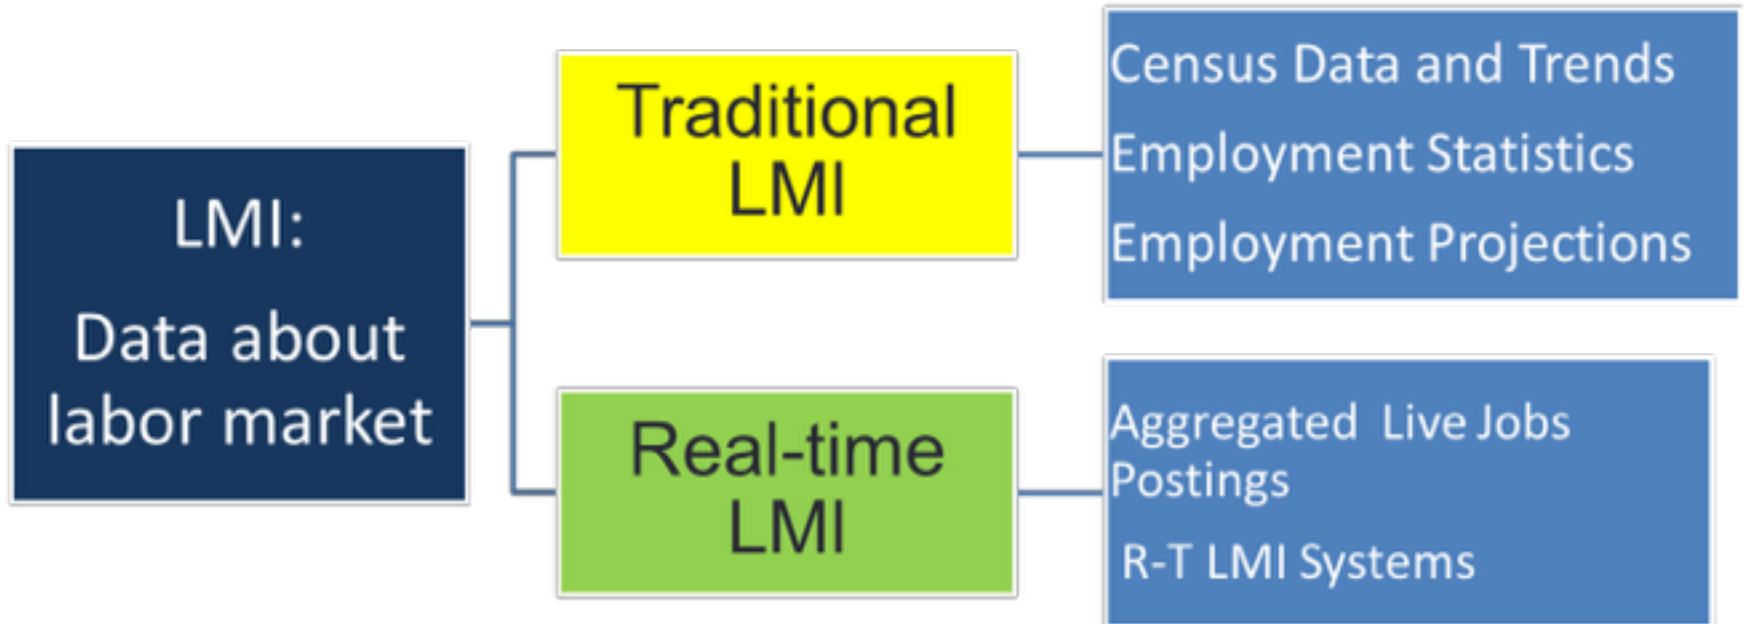 LMI:
Data about
labor market
Traditional
LMI
Census Data and Trends
Employment Statistics
Employment Projections
Real-time
LMI
Aggregated  Live Jobs
Postings
R-T LMI Systems